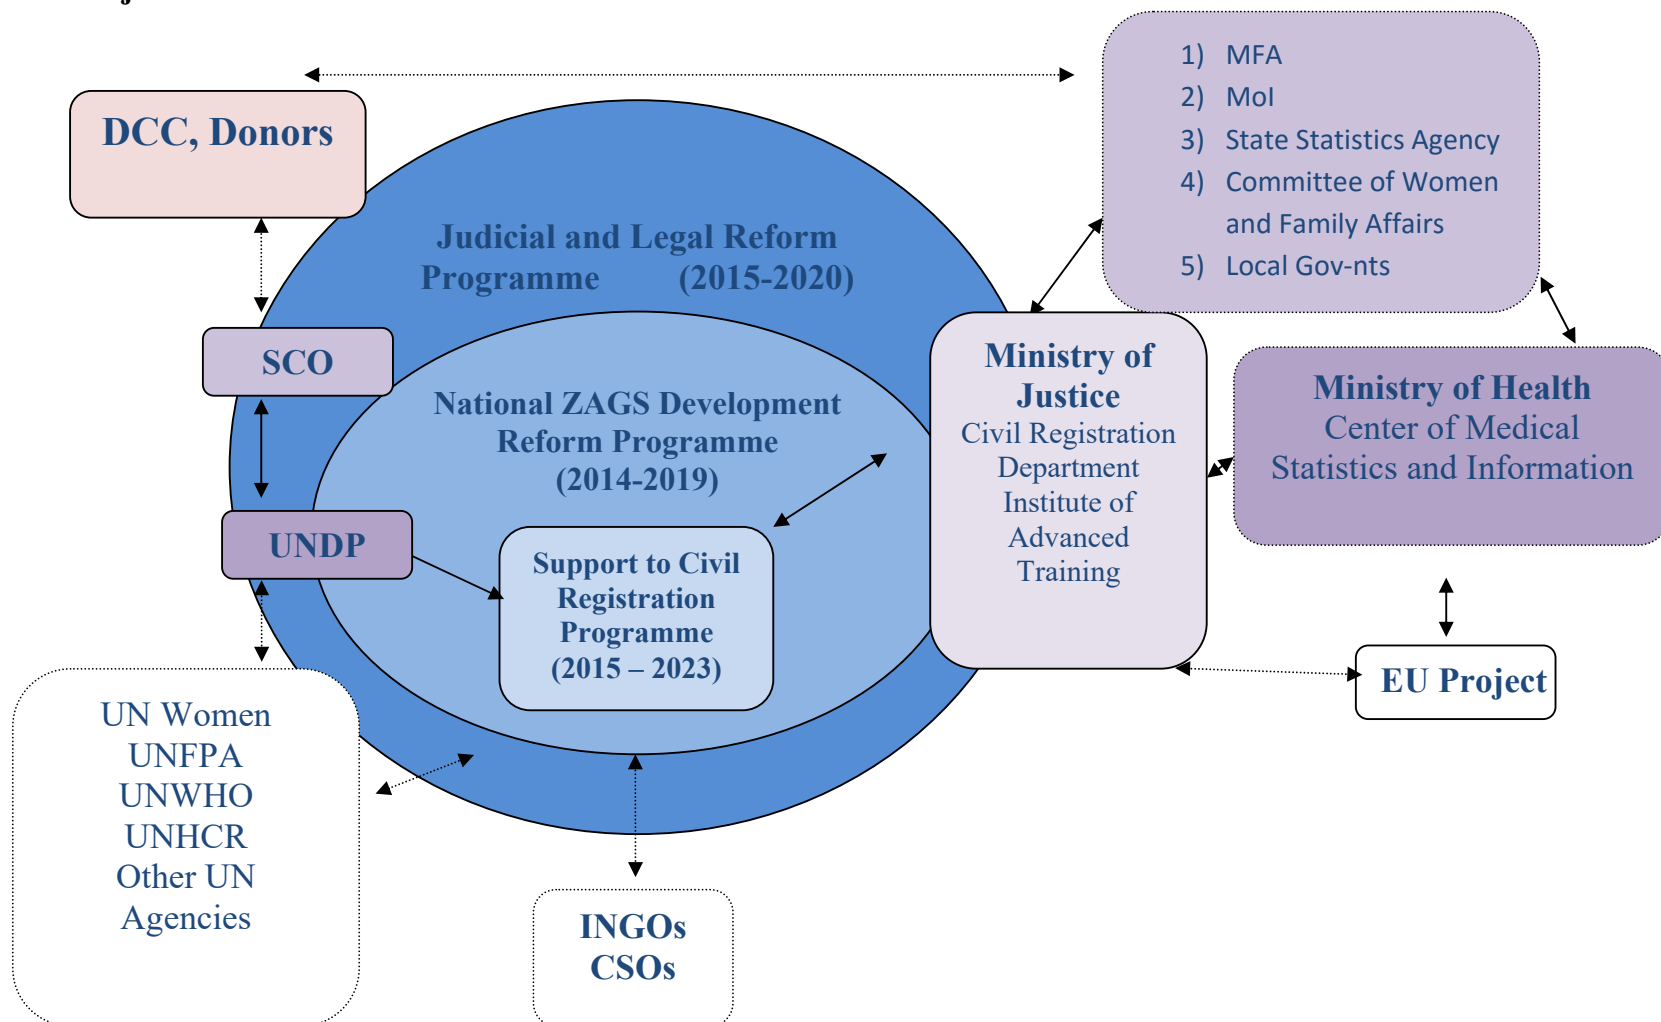 DCC, Donors
1) MFA
2) MoI
3) State Statistics Agency
4) Committee of Women
and Family Affairs
5) Local Gov-nts
Judicial and Legal Reform
Programme (2015-2020)
SCO
National ZAGS Development
Reform Programme
(2014-2019)
Ministry of
Justice
Civil Registration
Department
Institute of
Advanced
Training
Ministry of Health
Center of Medical
Statistics and Information
UNDP
Support to Civil
Registration
Programme
(2015 – 2023)
EU Project
UN Women
UNFPA
UNWHO
UNHCR
Other UN
Agencies
INGOs
CSOs